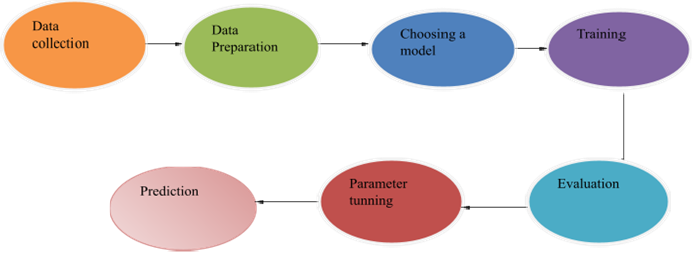 Data
collection
Data
Preparation
Choosing a
model
Training
Evaluation
Parameter
tunning
Prediction